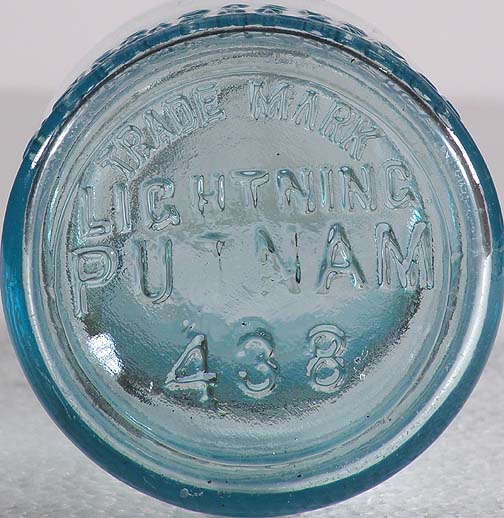 TRADE MARK
LIGHTNING
PUTNAM
438